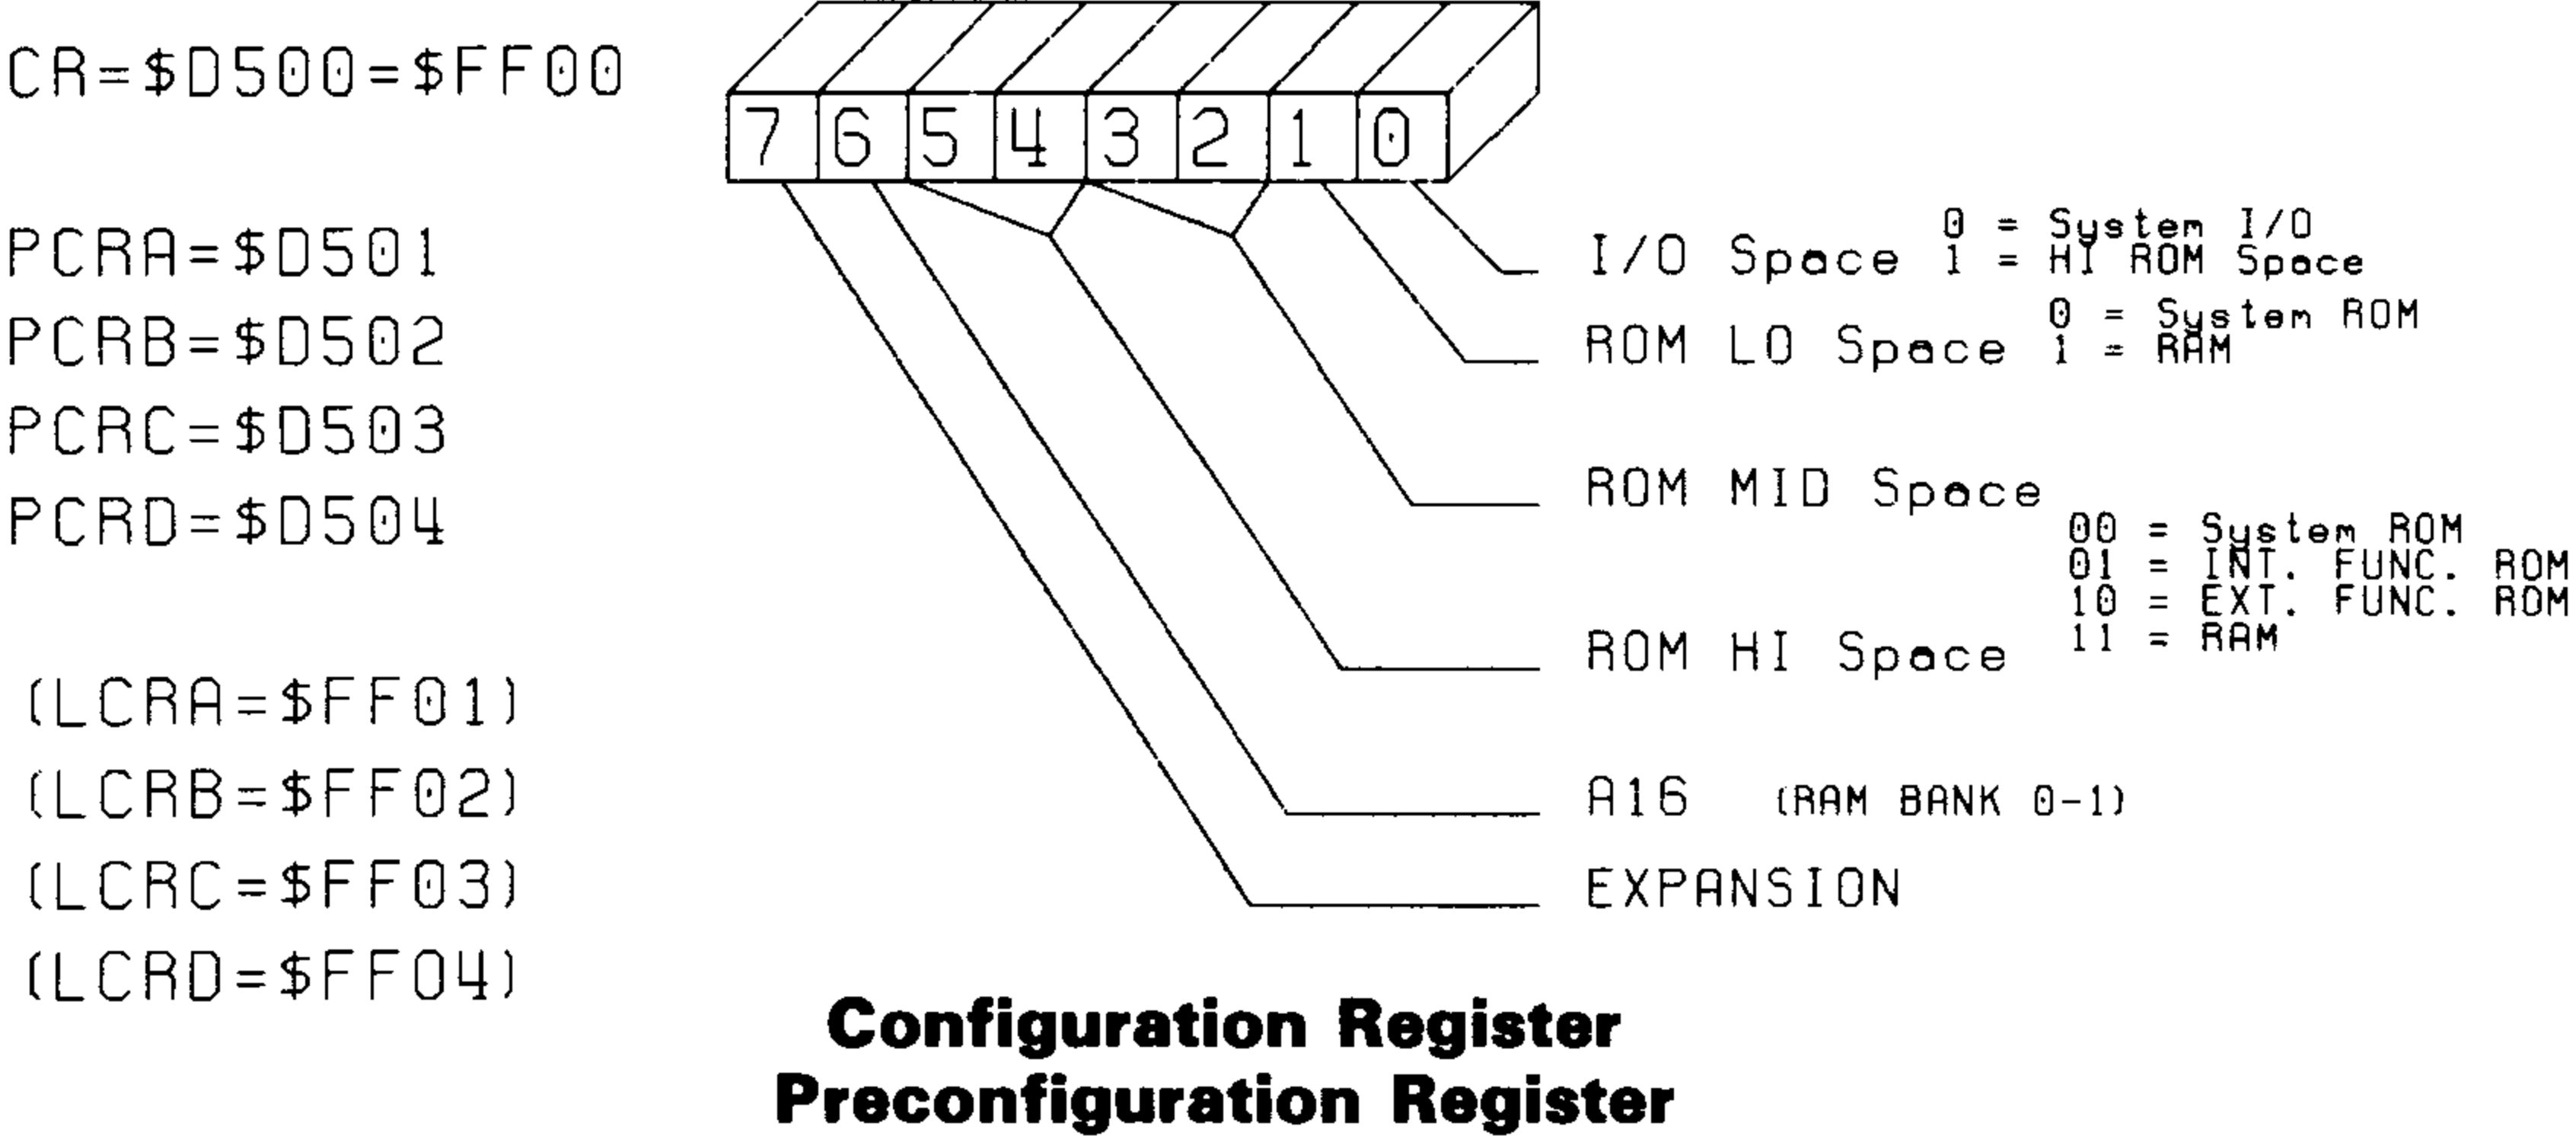 CR=$D500=$FF00
7 6 5 4 3 2 1 0
PCRA=$D501
PCRB=$D502
PCRC=$D503
PCRD=$D504
(LCRA=$FF01)
(LCRB=$FF02)
(LCRC=$FF03)
(LCRD=$FF04)
I/O Space
0 = System I/O
1 = HI ROM Space
ROM LO Space
0 = System ROM
1 = RAM
ROM MID Space
ROM HI Space
00 = System ROM
01 = INT. FUNC. ROM
10 = EXT. FUNC. ROM
11 = RAM
A16 (RAM BANK 0-1)
EXPANSION
Configuration Register
Preconfiguration Register